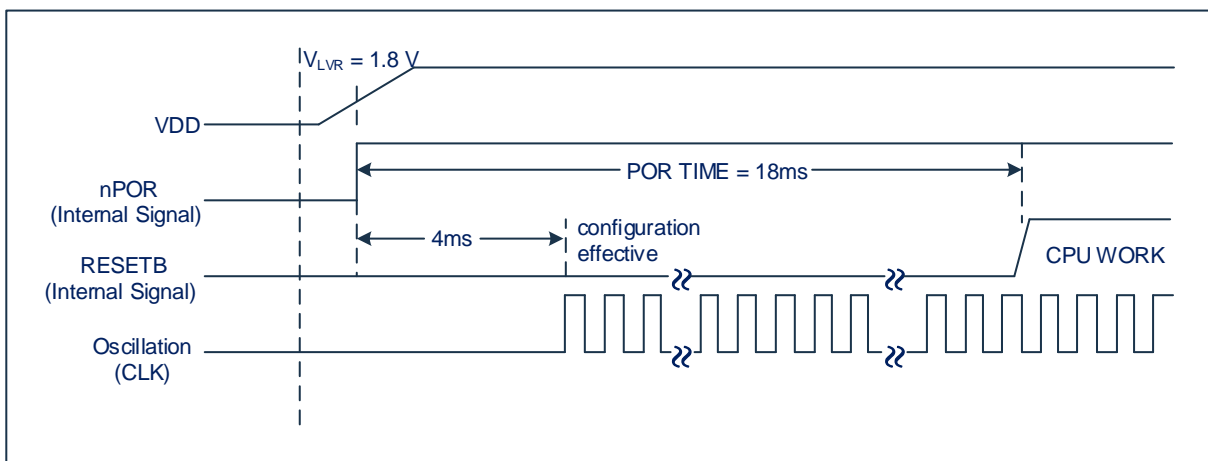 VLVR = 1.8 V
VDD
POR TIME = 18ms
nPOR
(Internal Signal)
4ms
configuration
effective
RESETB
(Internal Signal)
CPU WORK
Oscillation
(CLK)